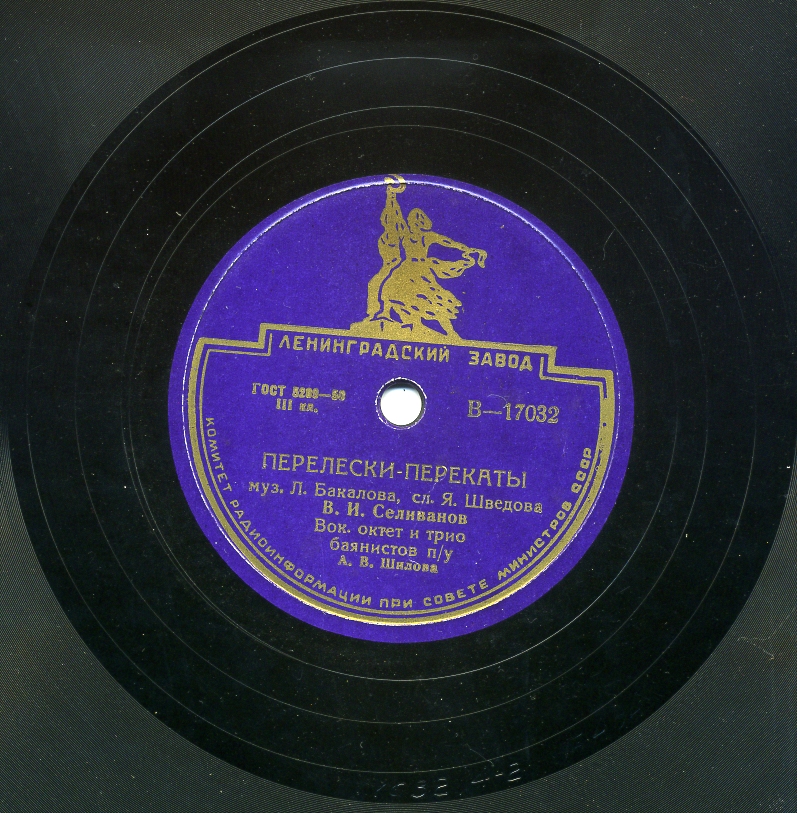 ЛЕНИНГРАДСКИЙ ЗАВОД
ГОСТ 5289—50
III кл.
В—17032
ПЕРЕЛЕСКИ-ПЕРЕКАТЫ
муз. Л. Бакалова, сл. Я. Шведова
В. И. Селиванов
Вок. октет и трио
баянистов п/у
А. В. Шилова
КОМИТЕТ РАДИОИНФОРМАЦИИ ПРИ СОВЕТЕ МИНИСТРОВ СССР